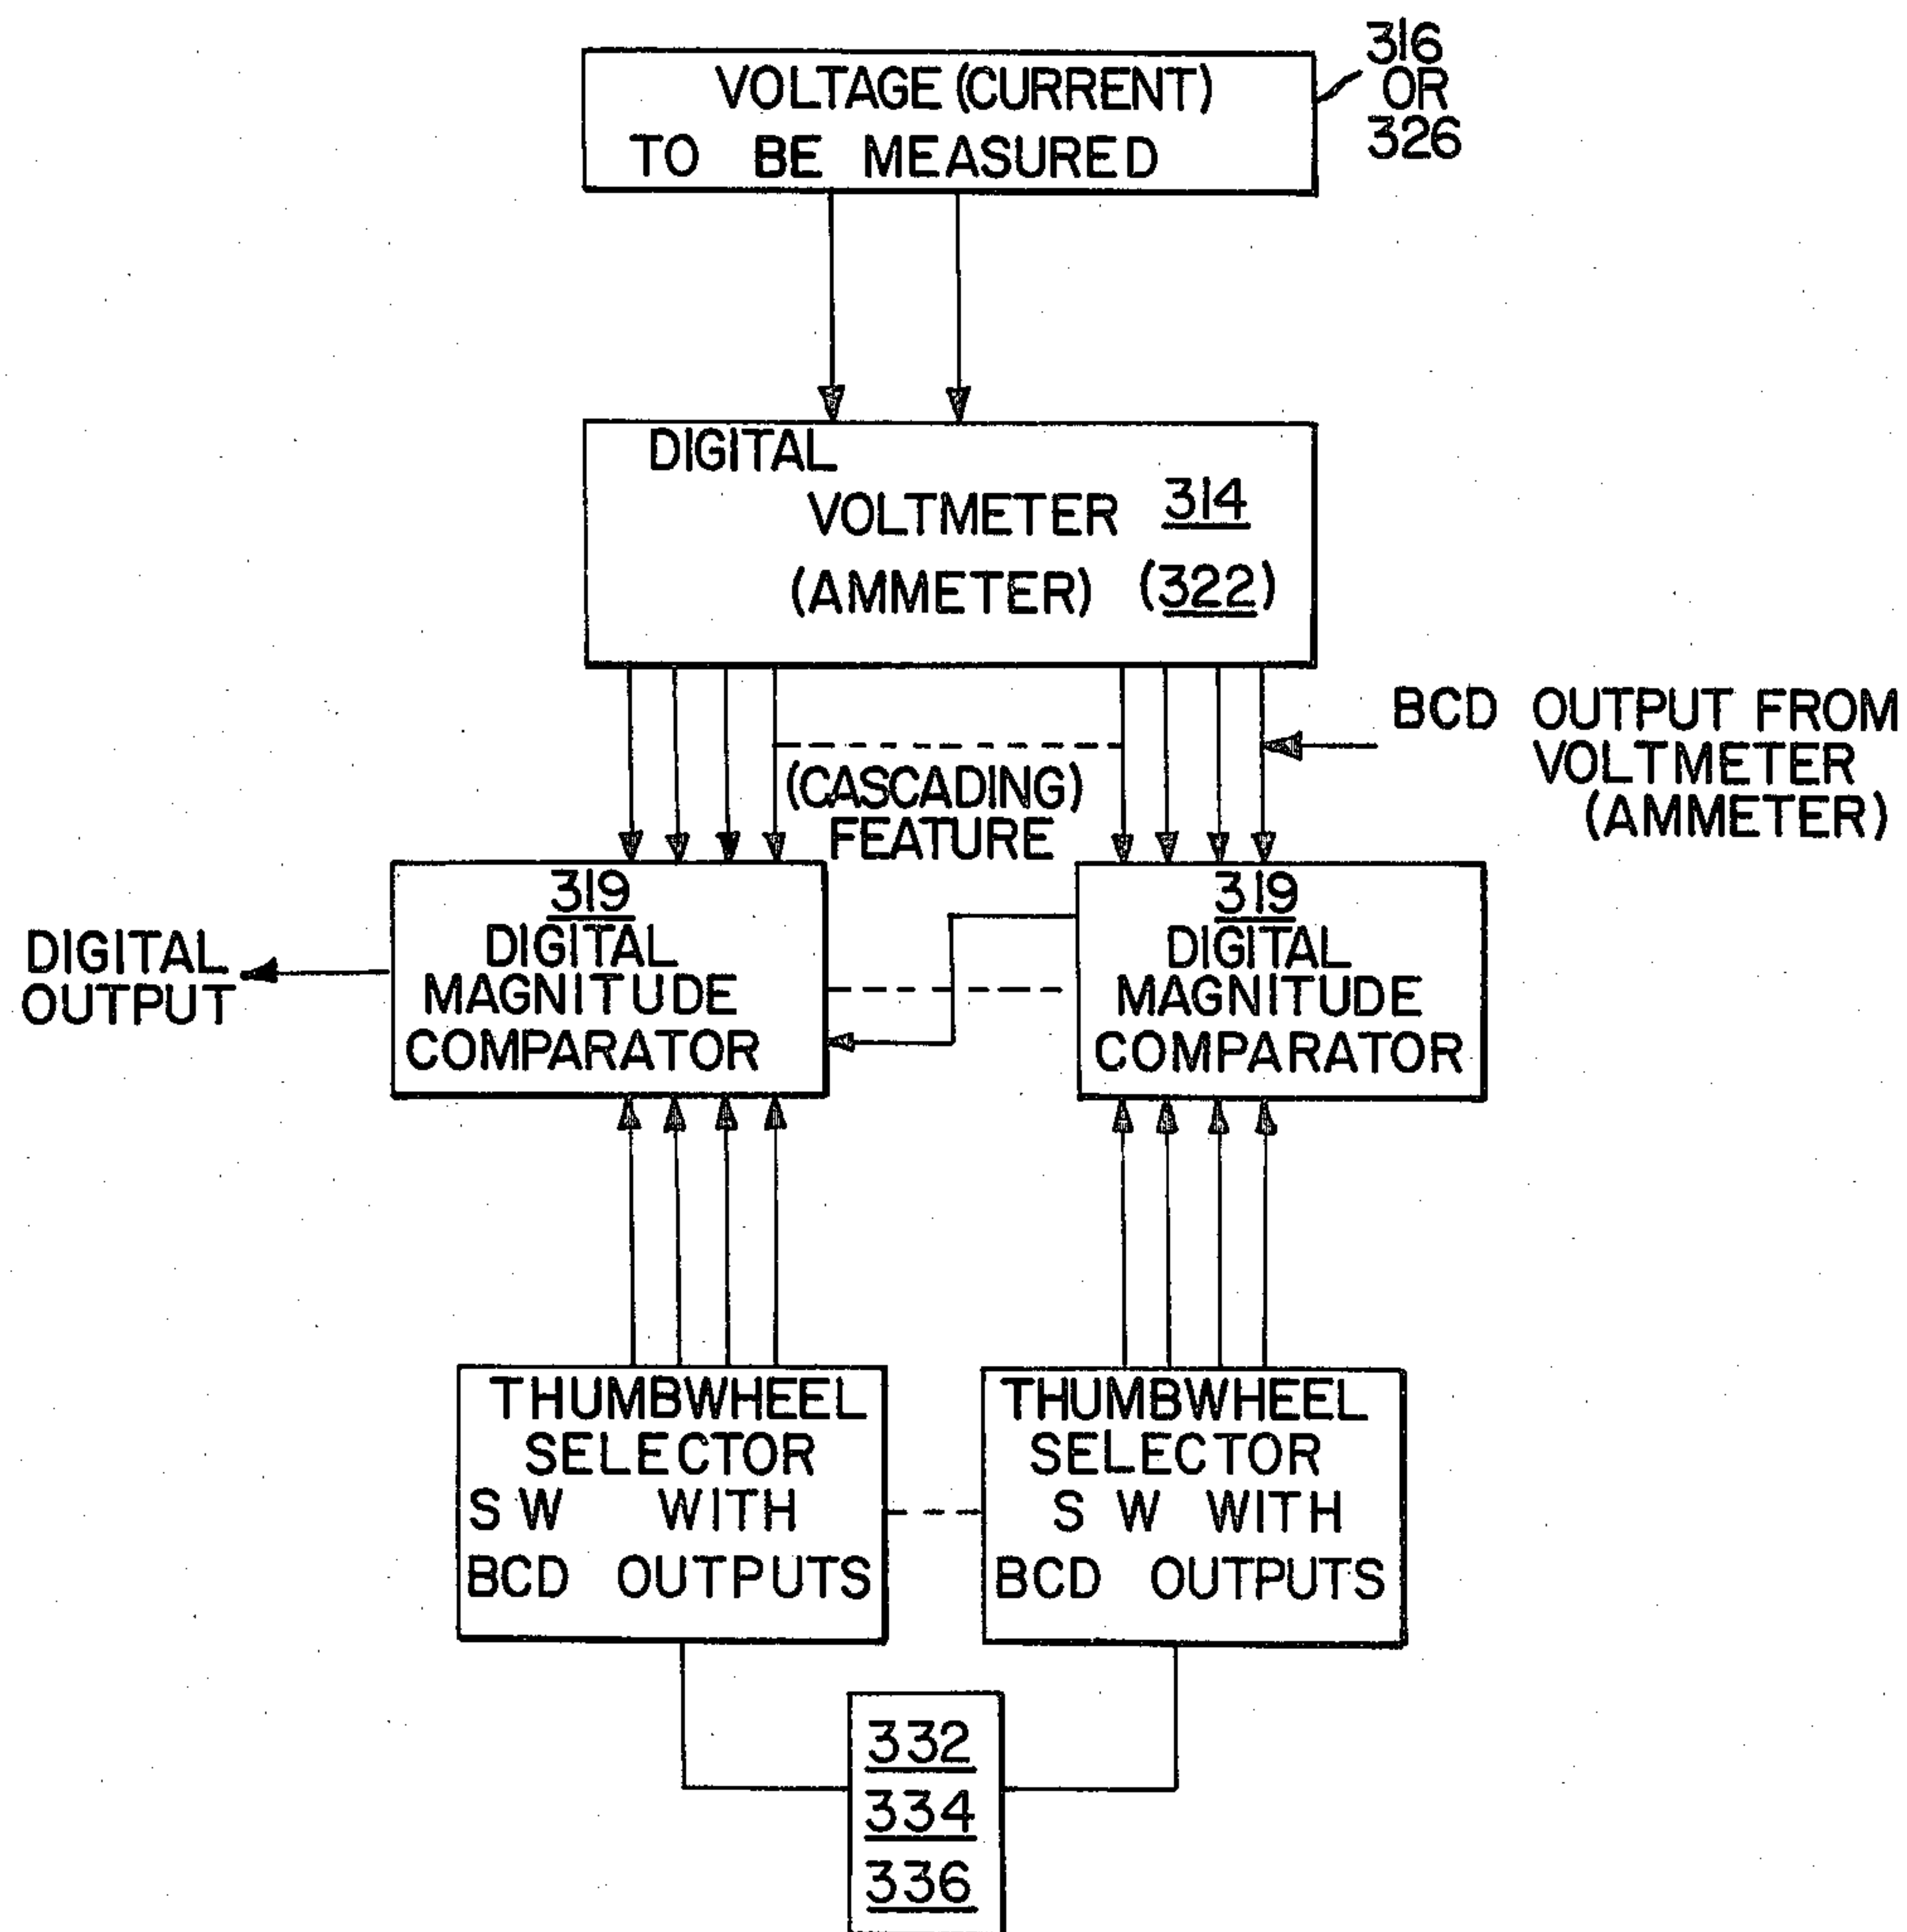 VOLTAGE (CURRENT)
TO BE MEASURED
316
OR
326
DIGITAL
VOLTMETER 314
(AMMETER) (322)
BCD OUTPUT FROM
VOLTMETER
(AMMETER)
(CASCADING)
FEATURE
DIGITAL
OUTPUT
319
DIGITAL
MAGNITUDE
COMPARATOR
319
DIGITAL
MAGNITUDE
COMPARATOR
THUMBWHEEL
SELECTOR
SW WITH
BCD OUTPUTS
THUMBWHEEL
SELECTOR
S W WITH
BCD OUTPUTS
332
334
336